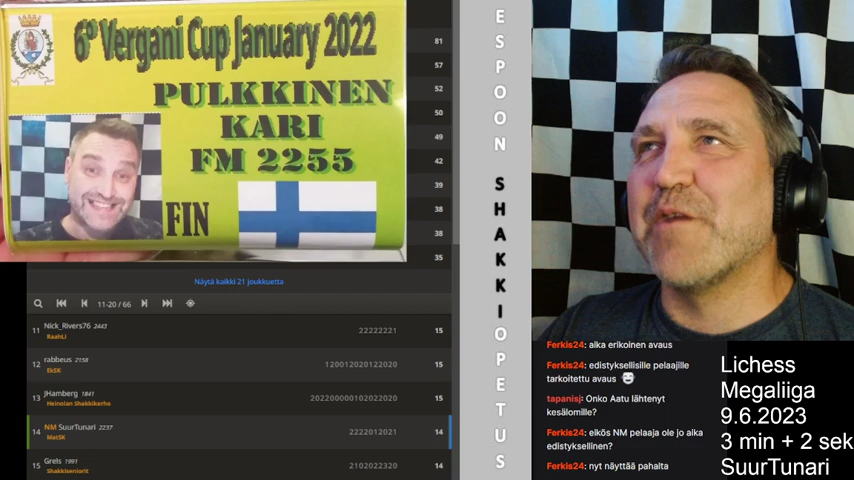 6º Vergani Cup January 2022
PULKKINEN
KARI
FM 2255
FIN
81
57
52
50
49
42
39
38
38
35
Näytä kaikki 21 joukkuetta
11-20 / 66
11 Nick_Rivers76 2443 22222221 15
RaahLi
12 rabbeus 2158 120012020122020 15
EkSK
13 JHamberg 1841 2022000000102022020 15
Heinolan Shakkikerho
14 NM SuurTunari 2237 2222012021 14
MatSK
15 Grels 1991 2102022320 14
Shakkiseniorit
ESPOON SHAKKIOPETUS
Ferkis24: aika erikoinen avaus
Ferkis24: edistyksellisille pelaajille
tarkoitettu avaus
tapanisj: Onko Aatu lähtenyt
kesälomille?
Ferkis24: eikös NM pelaaja ole jo aika
edistyksellinen?
Ferkis24: nyt näyttää pahalta
Lichess
Megaliiga
9.6.2023
3 min + 2 sek
SuurTunari